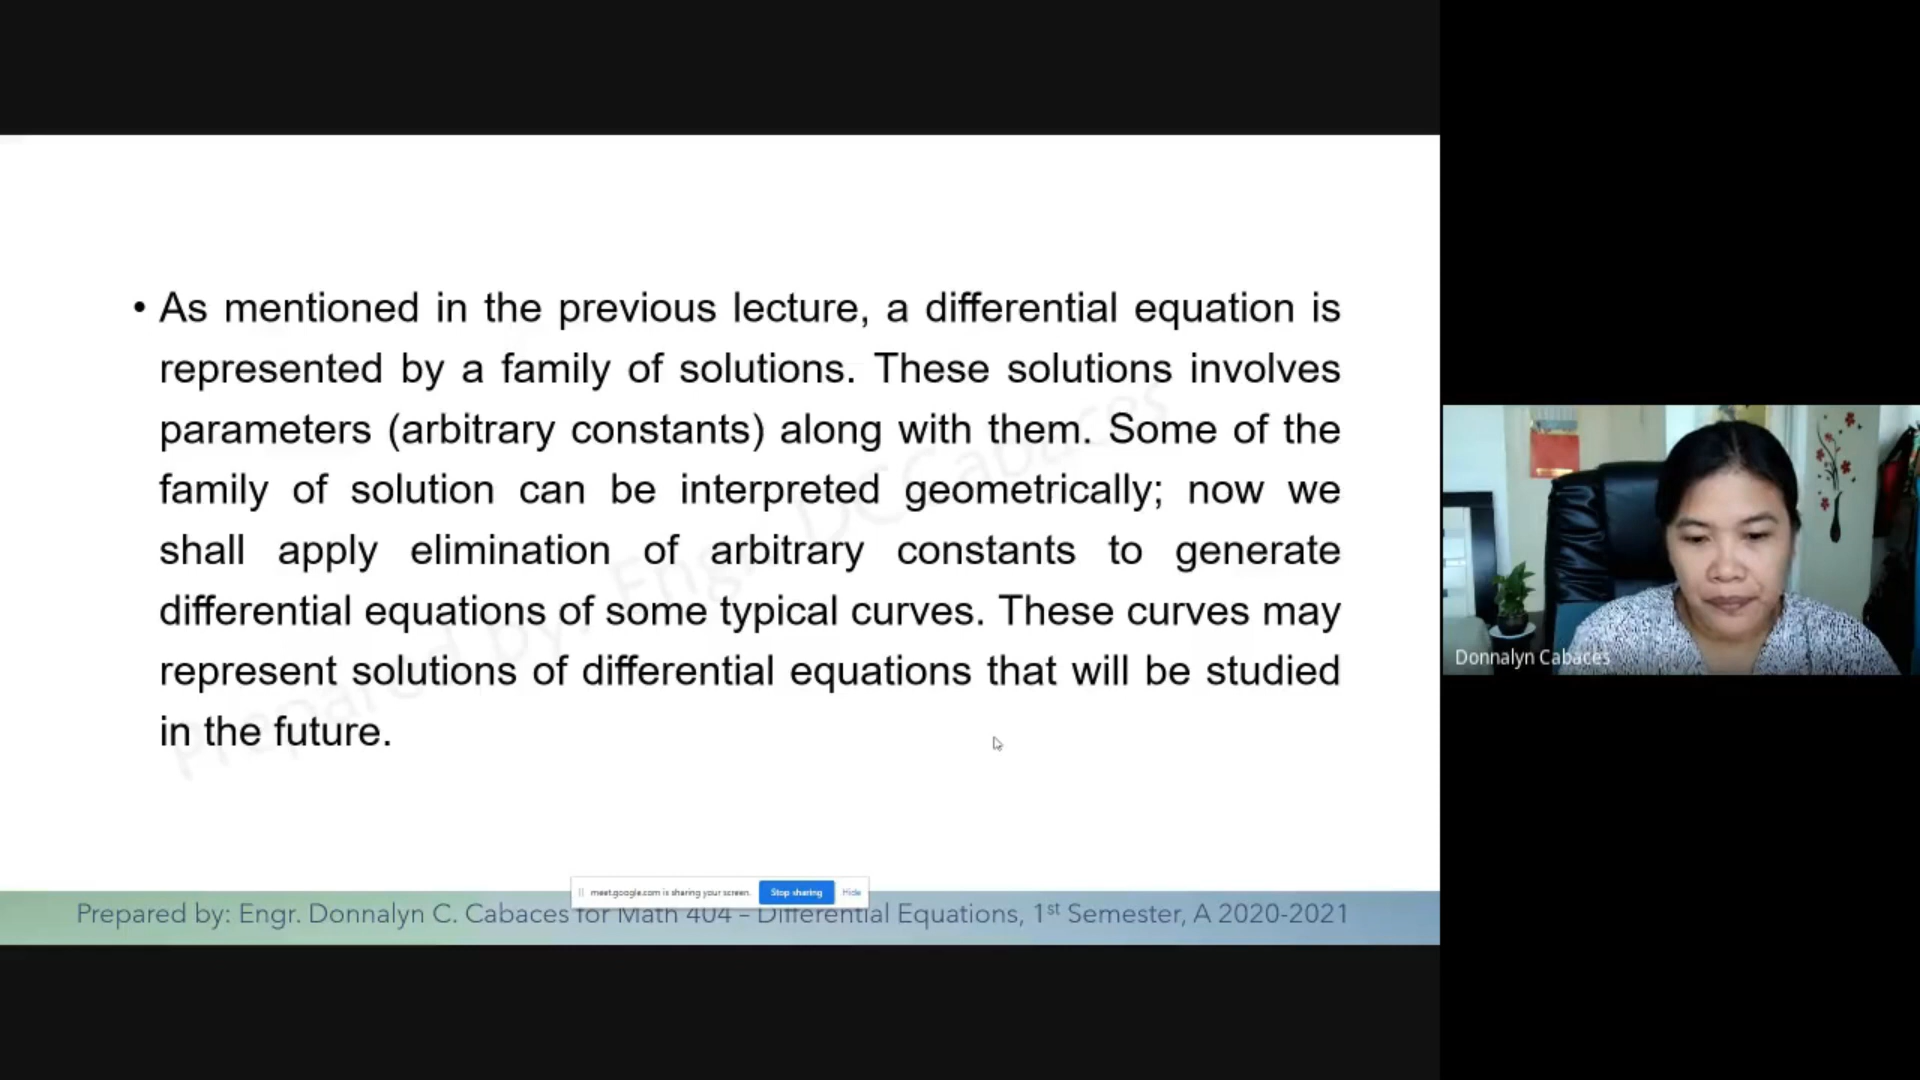 • As mentioned in the previous lecture, a differential equation is
represented by a family of solutions. These solutions involves
parameters (arbitrary constants) along with them. Some of the
family of solution can be interpreted geometrically; now we
shall apply elimination of arbitrary constants to generate
differential equations of some typical curves. These curves may
represent solutions of differential equations that will be studied
in the future.
Prepared by: Engr. DCCabaces
Donnalyn Cabaces
meet.google.com is sharing your screen. Stop sharing Hide
Prepared by: Engr. Donnalyn C. Cabaces for Math 404 – Differential Equations, 1st Semester, A 2020-2021